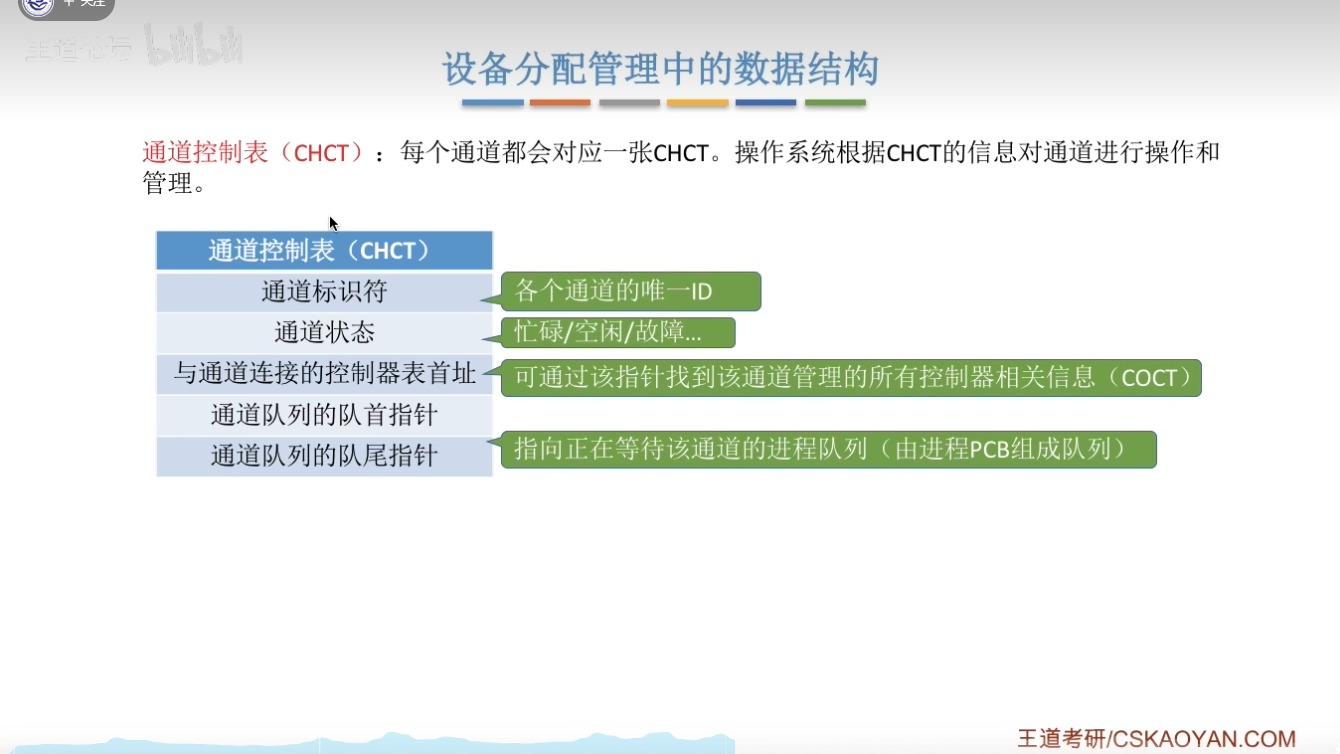 关注
王道论坛 bilibili
设备分配管理中的数据结构
通道控制表（CHCT）：每个通道都会对应一张CHCT。操作系统根据CHCT的信息对通道进行操作和
管理。
通道控制表（CHCT）
通道标识符
各个通道的唯一ID
通道状态
忙碌/空闲/故障...
与通道连接的控制器表首址
可通过该指针找到该通道管理的所有控制器相关信息（COCT）
通道队列的队首指针
通道队列的队尾指针
指向正在等待该通道的进程队列（由进程PCB组成队列）
王道考研/CSKAOYAN.COM